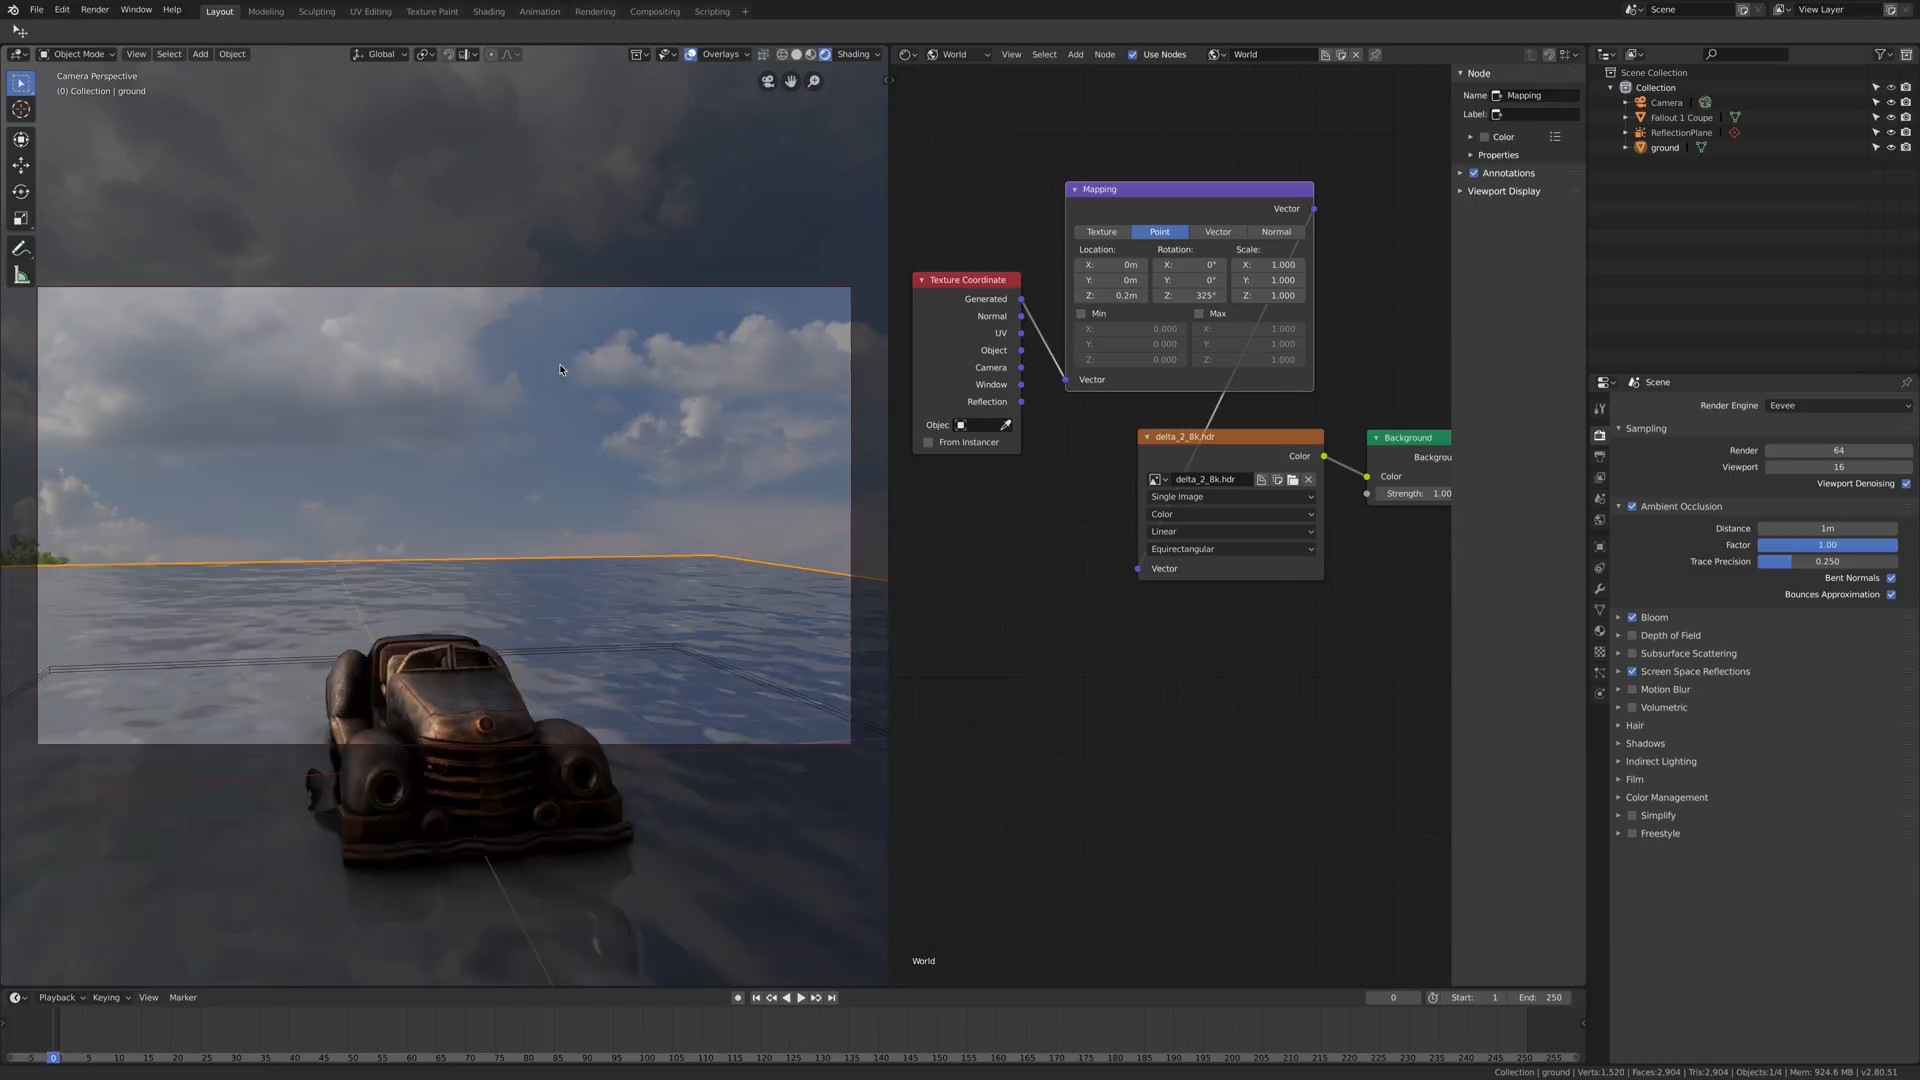 File Edit Render Window Help Layout Modeling Sculpting UV Editing Texture Paint Shading Animation Rendering Compositing Scripting + Scene View Layer
Object Mode View Select Add Object Global Overlays Shading World View Select Add Node Use Nodes World
Camera Perspective
(0) Collection | ground
Scene Collection
Collection
Camera
Fallout 1 Coupe
ReflectionPlane
ground
Node
Name Mapping
Label:
Color
Properties
Annotations
Viewport Display
Mapping
Vector
Texture Point Vector Normal
Location: Rotation: Scale:
X: 0m X: 0° X: 1.000
Y: 0m Y: 0° Y: 1.000
Z: 0.2m Z: 325° Z: 1.000
Min Max
X: 0.000 X: 1.000
Y: 0.000 Y: 1.000
Z: 0.000 Z: 1.000
Vector
Texture Coordinate
Generated
Normal
UV
Object
Camera
Window
Reflection
Objec
From Instancer
delta_2_8k.hdr
Color
delta_2_8k.hdr
Single Image
Color
Linear
Equirectangular
Vector
Background
Backgrou
Color
Strength: 1.00
World
Scene
Render Engine Eevee
Sampling
Render 64
Viewport 16
Viewport Denoising
Ambient Occlusion
Distance 1m
Factor 1.00
Trace Precision 0.250
Bent Normals
Bounces Approximation
Bloom
Depth of Field
Subsurface Scattering
Screen Space Reflections
Motion Blur
Volumetric
Hair
Shadows
Indirect Lighting
Film
Color Management
Simplify
Freestyle
Playback Keying View Marker 0 Start: 1 End: 250
-5 0 5 10 15 20 25 30 35 40 45 50 55 60 65 70 75 80 85 90 95 100 105 110 115 120 125 130 135 140 145 150 155 160 165 170 175 180 185 190 195 200 205 210 215 220 225 230 235 240 245 250 255
Collection | ground | Verts:1,520 | Faces:2,904 | Tris:2,904 | Objects:1/4 | Mem: 924.6 MB | v2.80.51